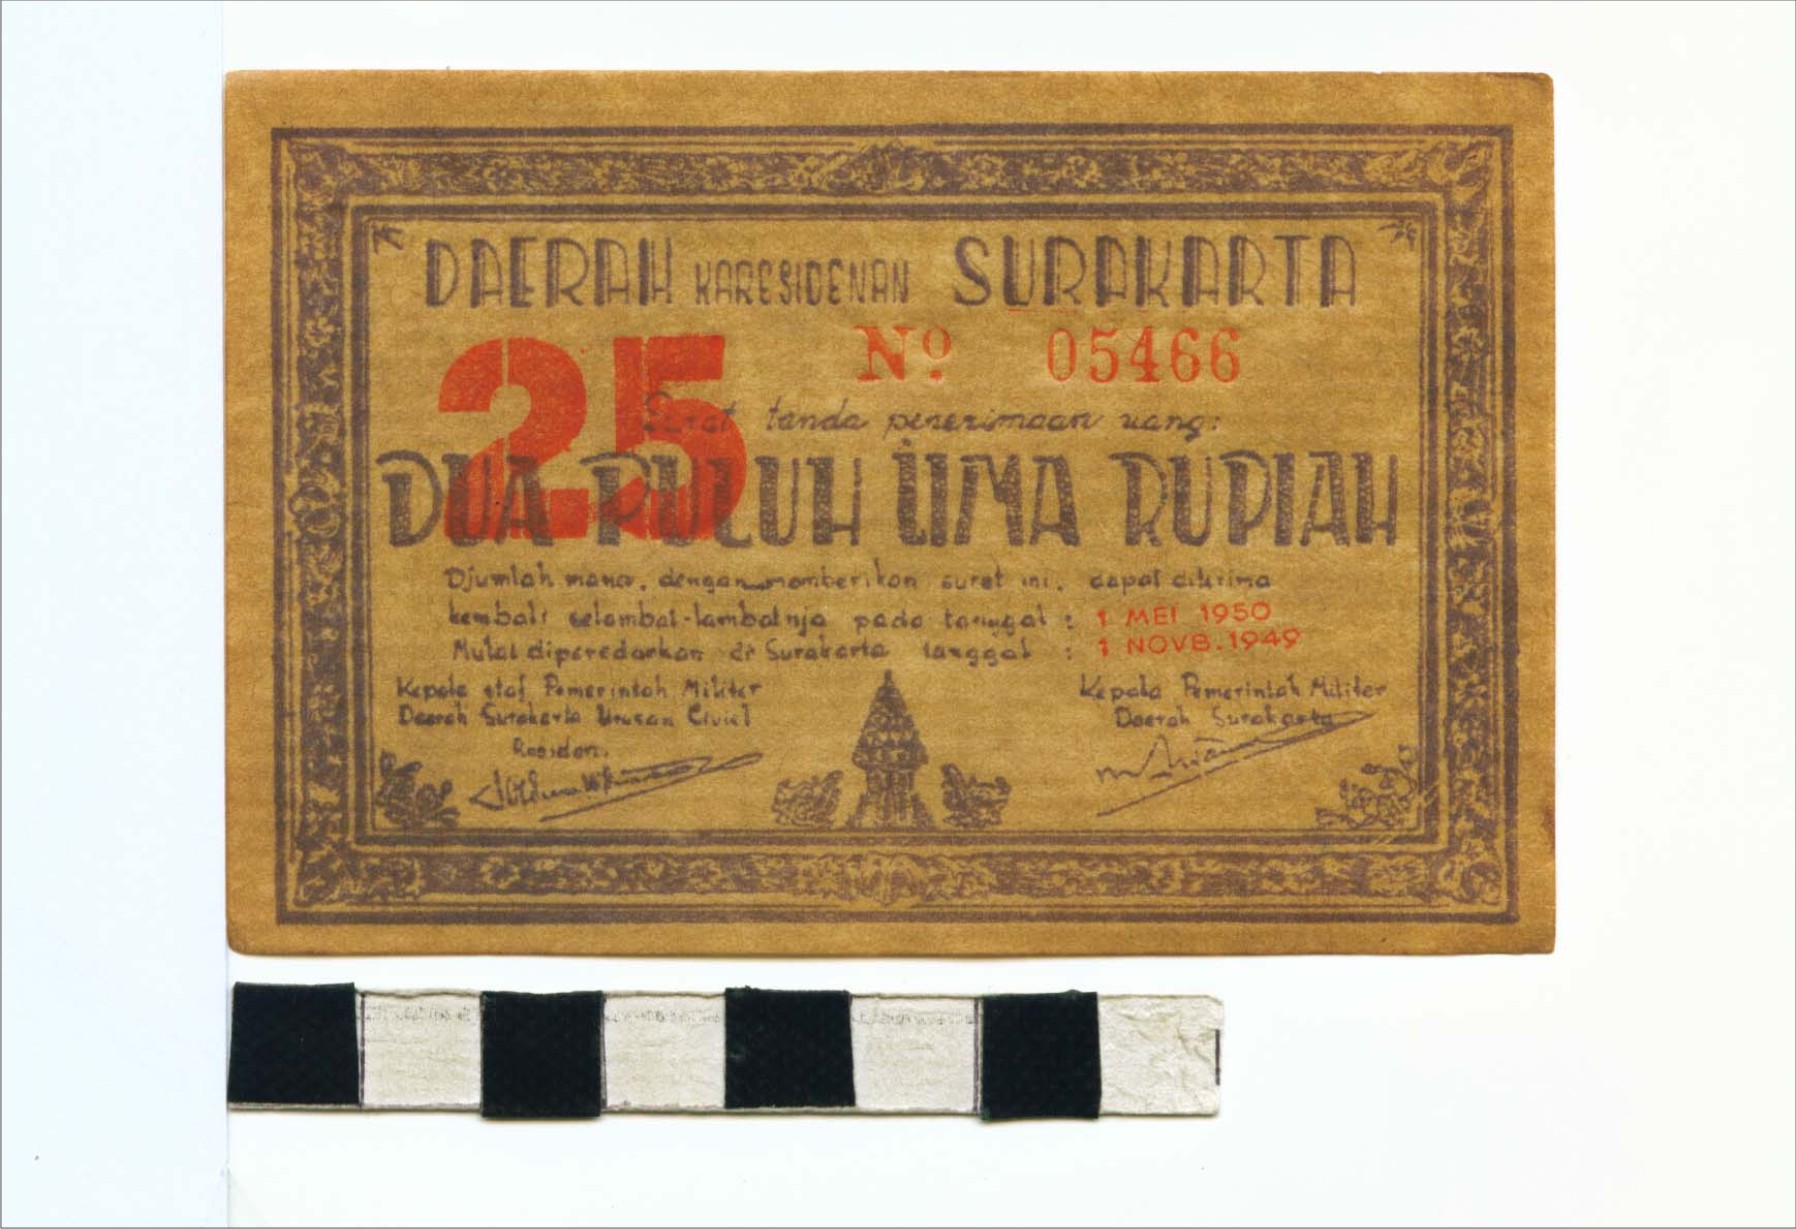 DAERAH KARESIDENAN SURAKARTA
25 No 05466
Surat tanda penerimaan uang:
DUA PULUH LIMA RUPIAH
Djumlah mana, dengan memberikan surat ini, dapat diterima
kembali selambat-lambatnja pada tanggal : 1 MEI 1950
Mulai diperedarkan di Surakarta tanggal : 1 NOVB. 1949
Kepala staf Pemerintah Militer
Daerah Surakarta Urusan Civiel
Residen,
Kepala Pemerintah Militer
Daerah Surakarta